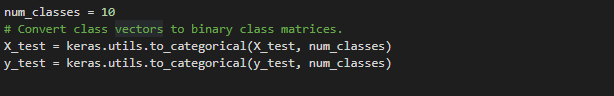 num_classes = 10
# Convert class vectors to binary class matrices.
X_test = keras.utils.to_categorical(X_test, num_classes)
y_test = keras.utils.to_categorical(y_test, num_classes)